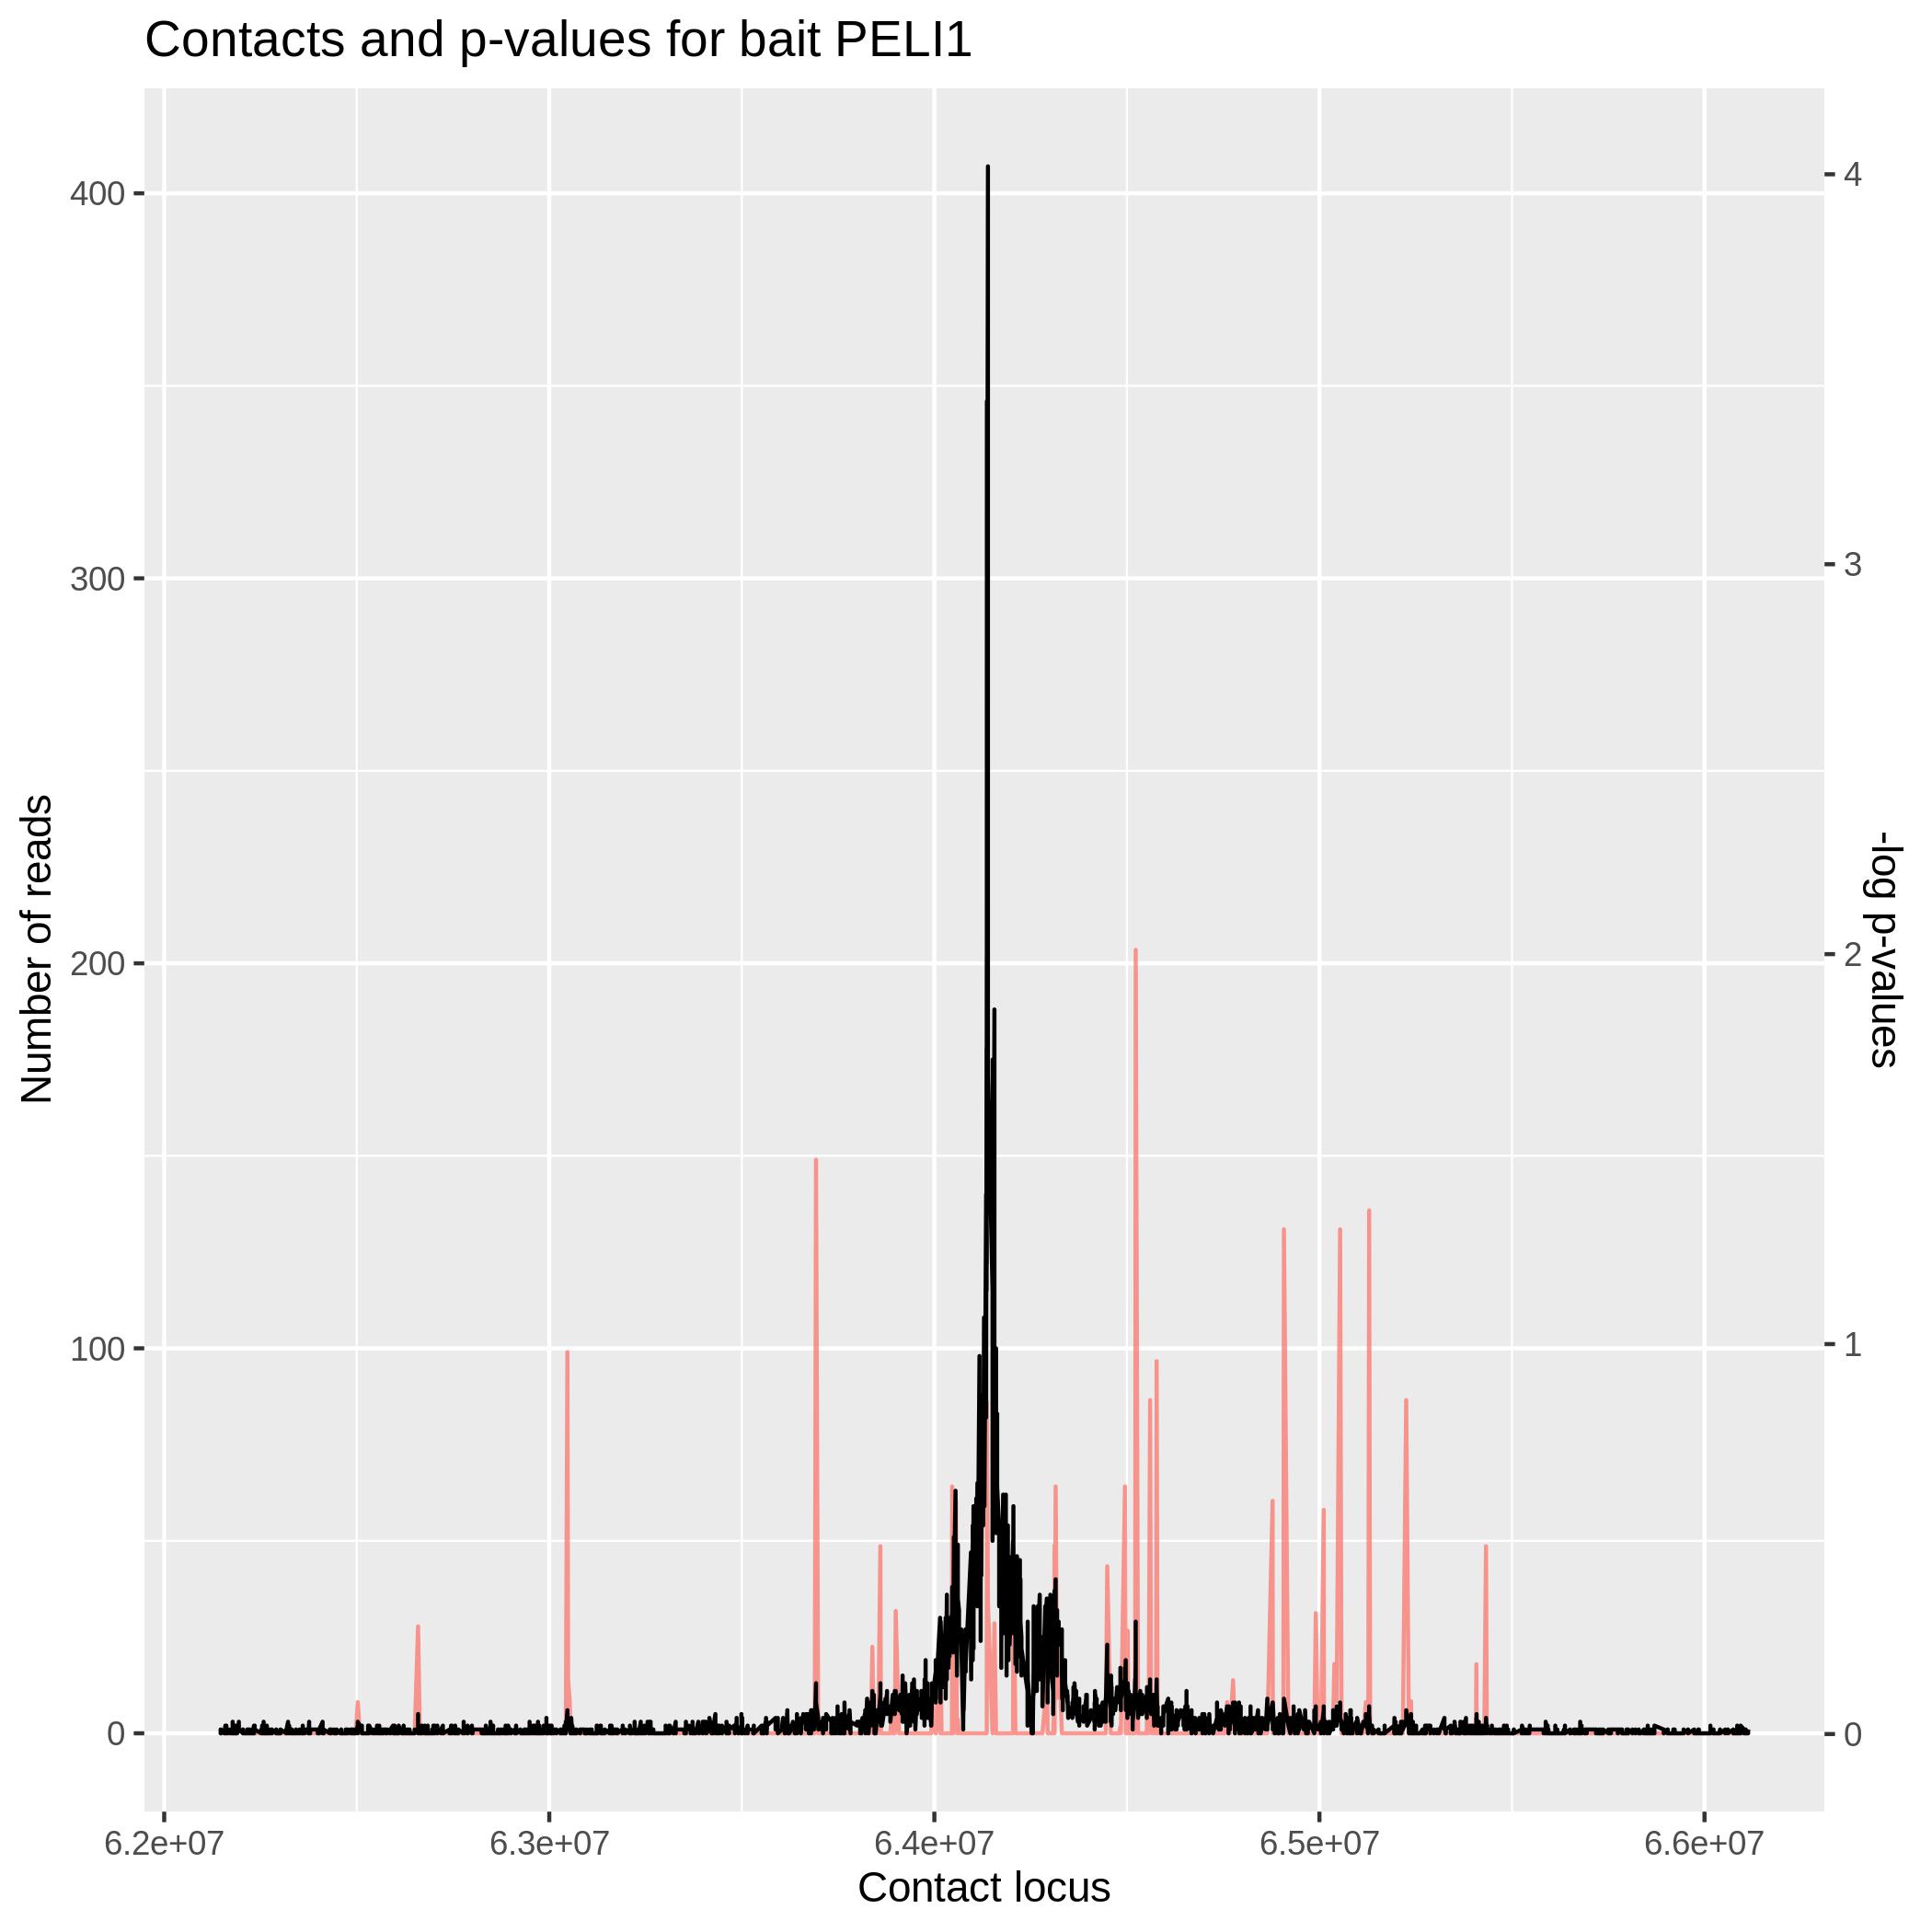 Contacts and p-values for bait PELI1
400
300
200
100
0
4
3
2
1
0
Number of reads
-log p-values
6.2e+07 6.3e+07 6.4e+07 6.5e+07 6.6e+07
Contact locus